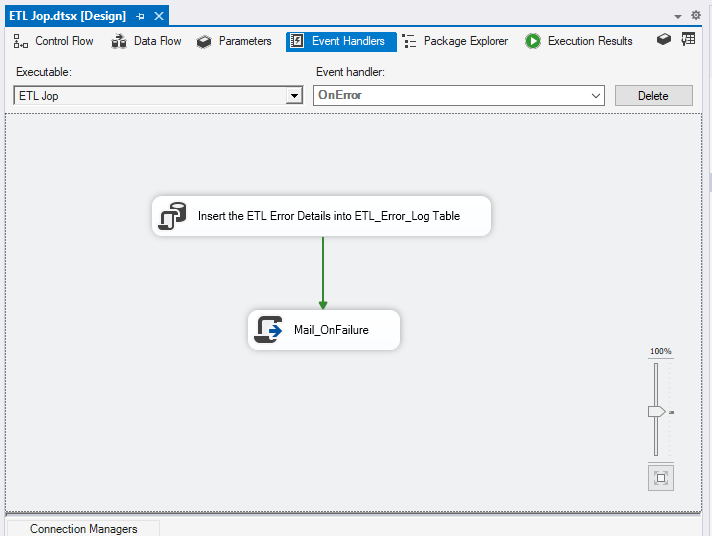 ETL Jop.dtsx [Design]
Control Flow Data Flow Parameters Event Handlers Package Explorer Execution Results
Executable: Event handler:
ETL Jop OnError Delete
Insert the ETL Error Details into ETL_Error_Log Table
Mail_OnFailure
100%
Connection Managers